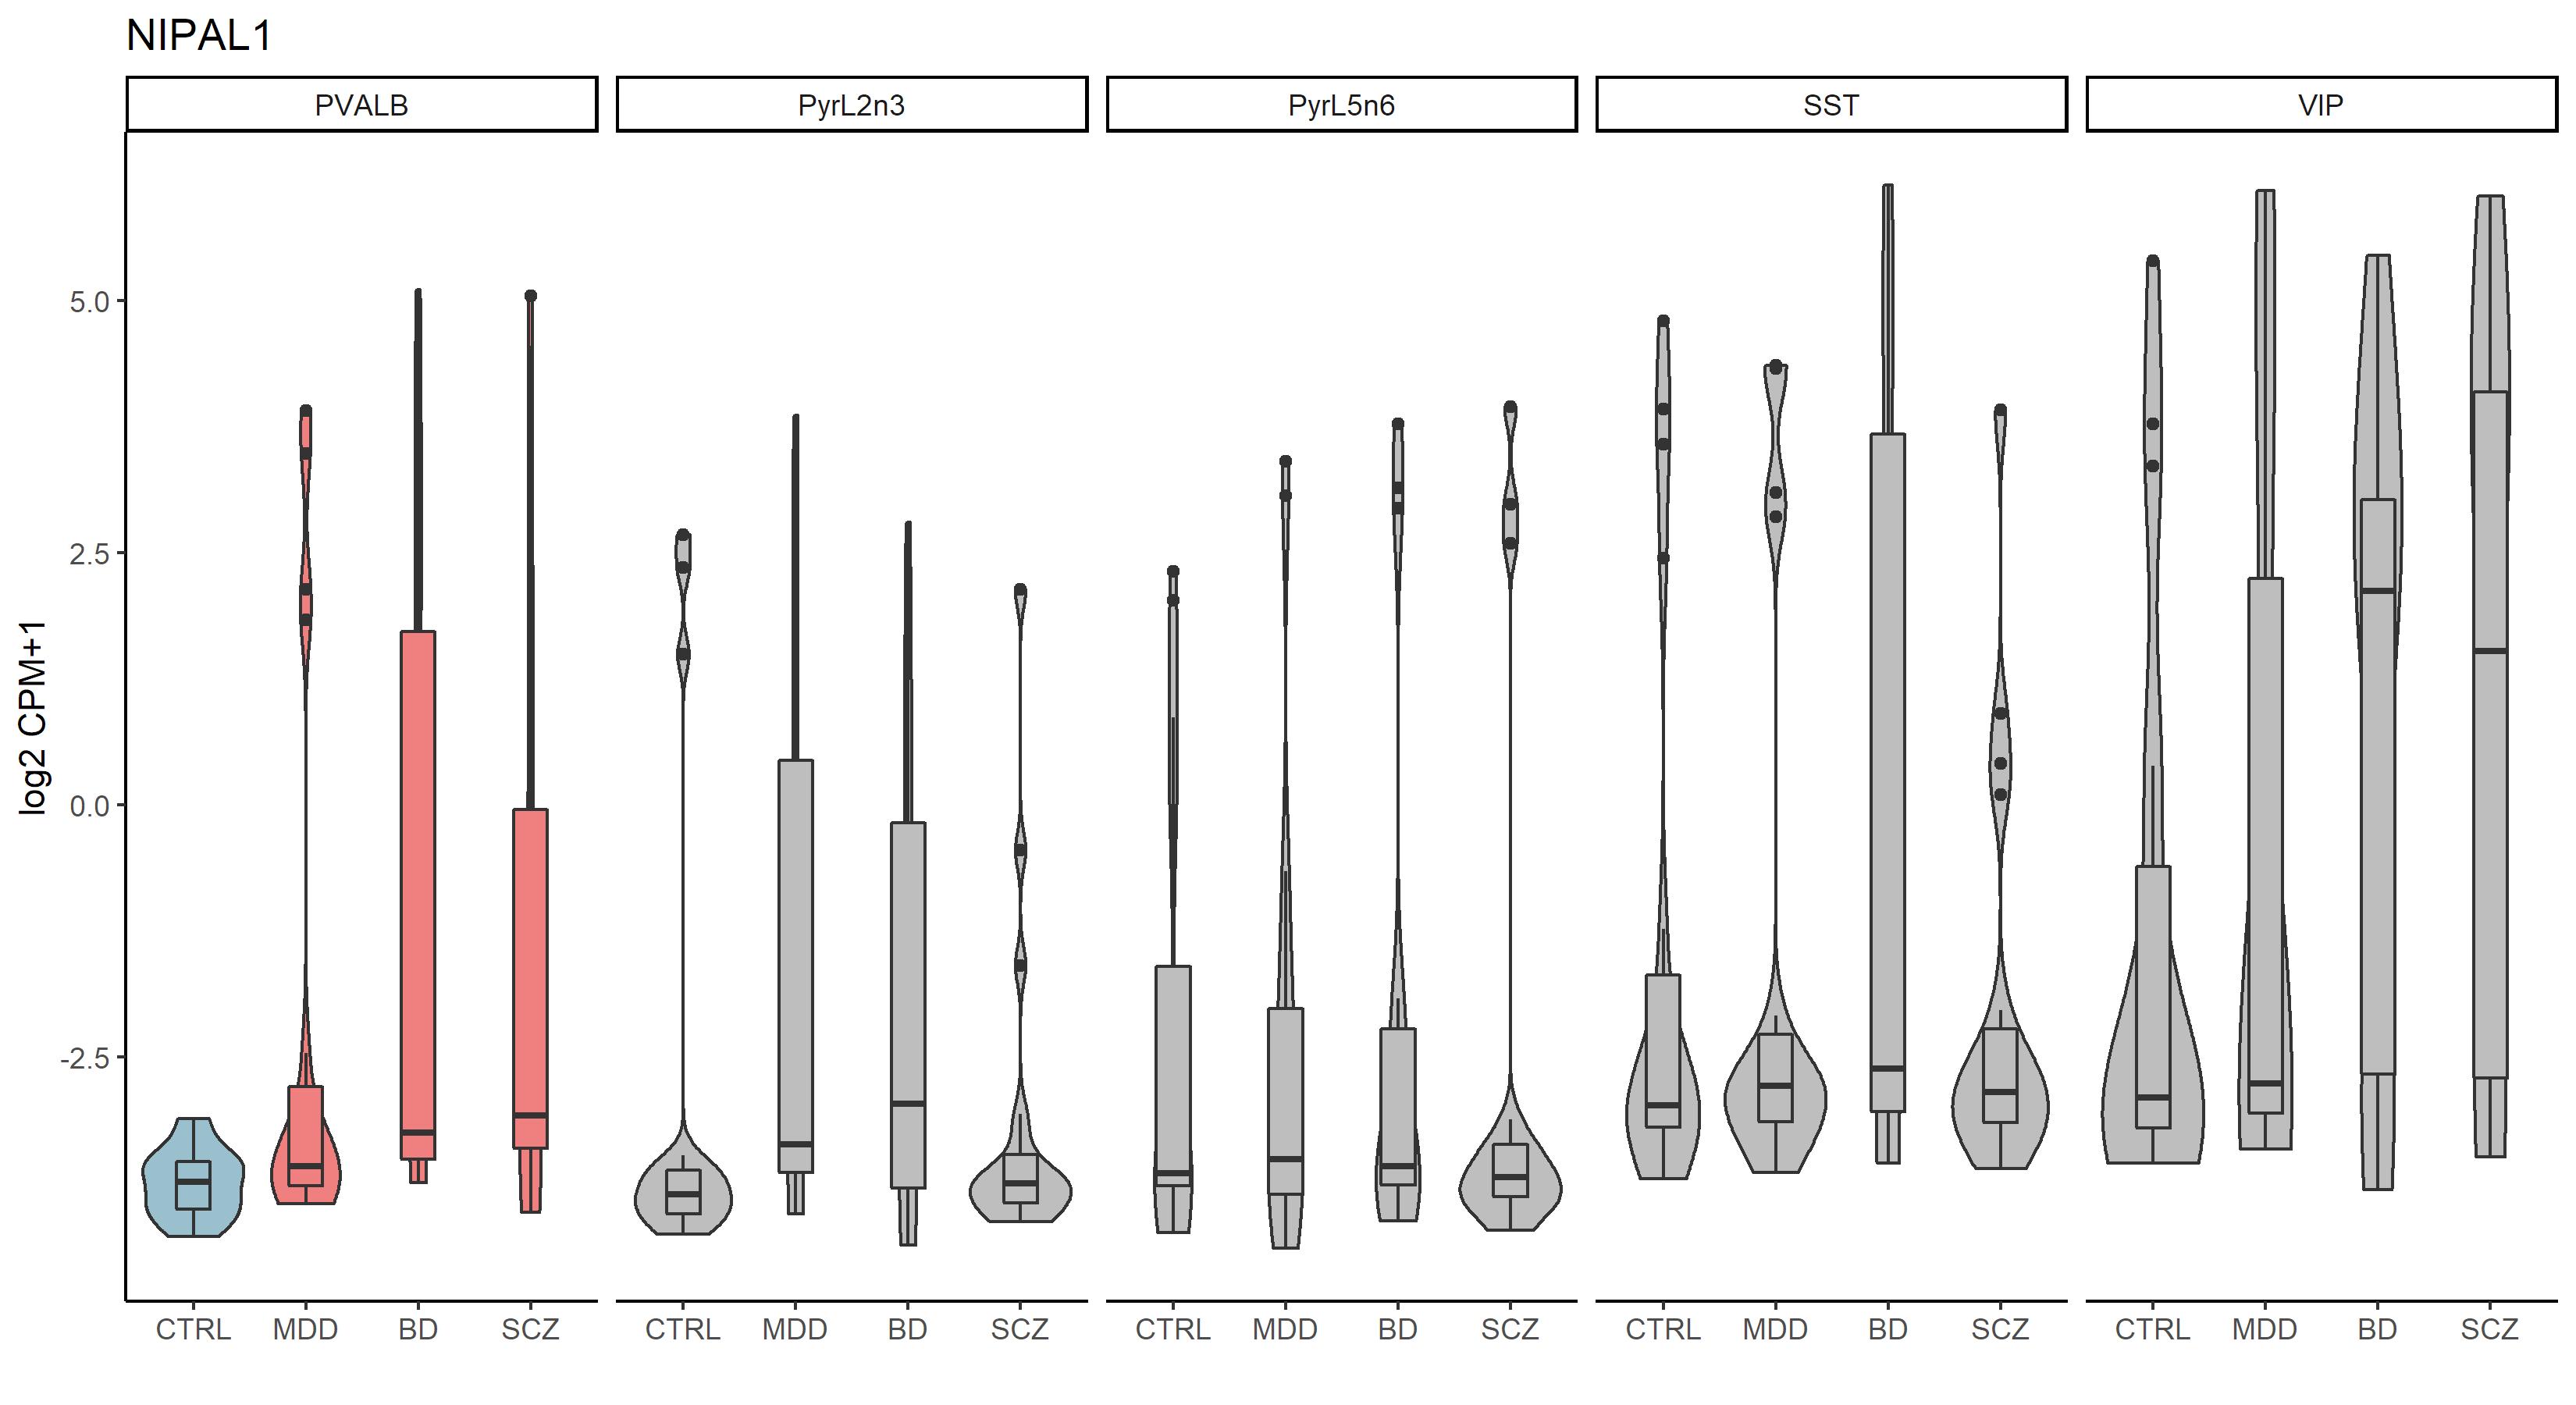 NIPAL1
PVALB PyrL2n3 PyrL5n6 SST VIP
log2 CPM+1
5.0
2.5
0.0
-2.5
CTRL MDD BD SCZ CTRL MDD BD SCZ CTRL MDD BD SCZ CTRL MDD BD SCZ CTRL MDD BD SCZ